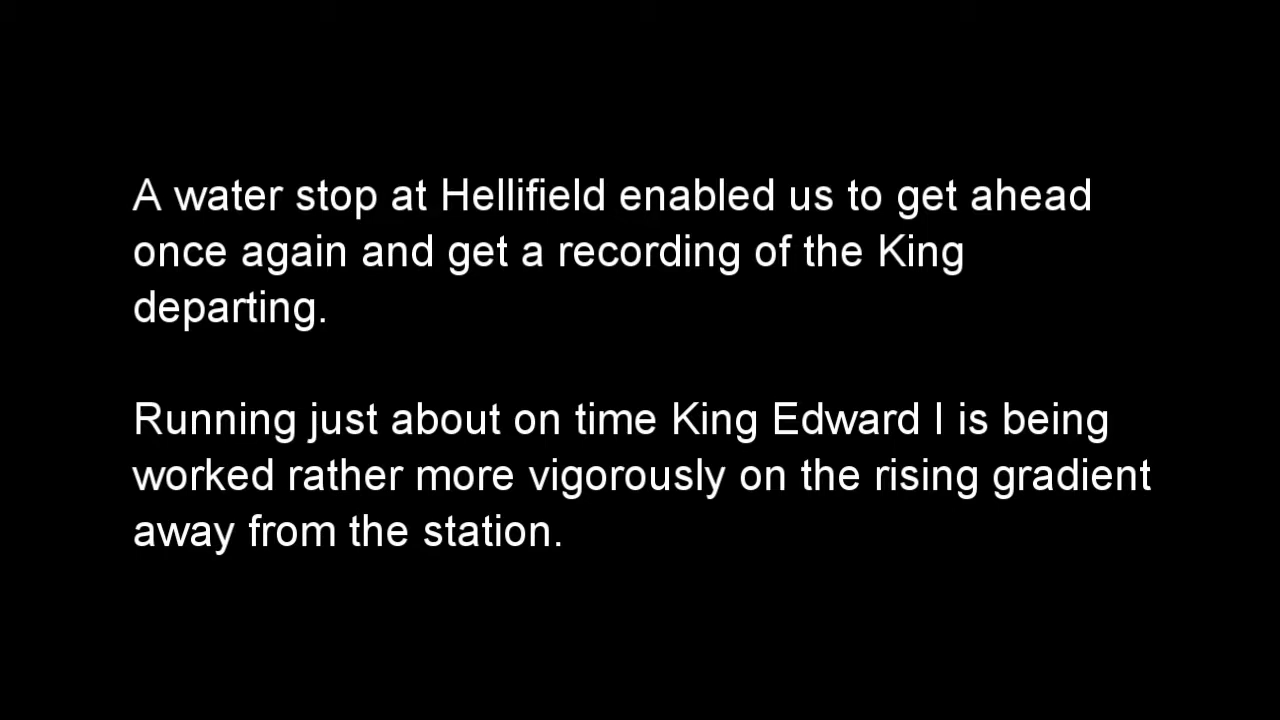 A water stop at Hellifield enabled us to get ahead
once again and get a recording of the King
departing.
Running just about on time King Edward I is being
worked rather more vigorously on the rising gradient
away from the station.